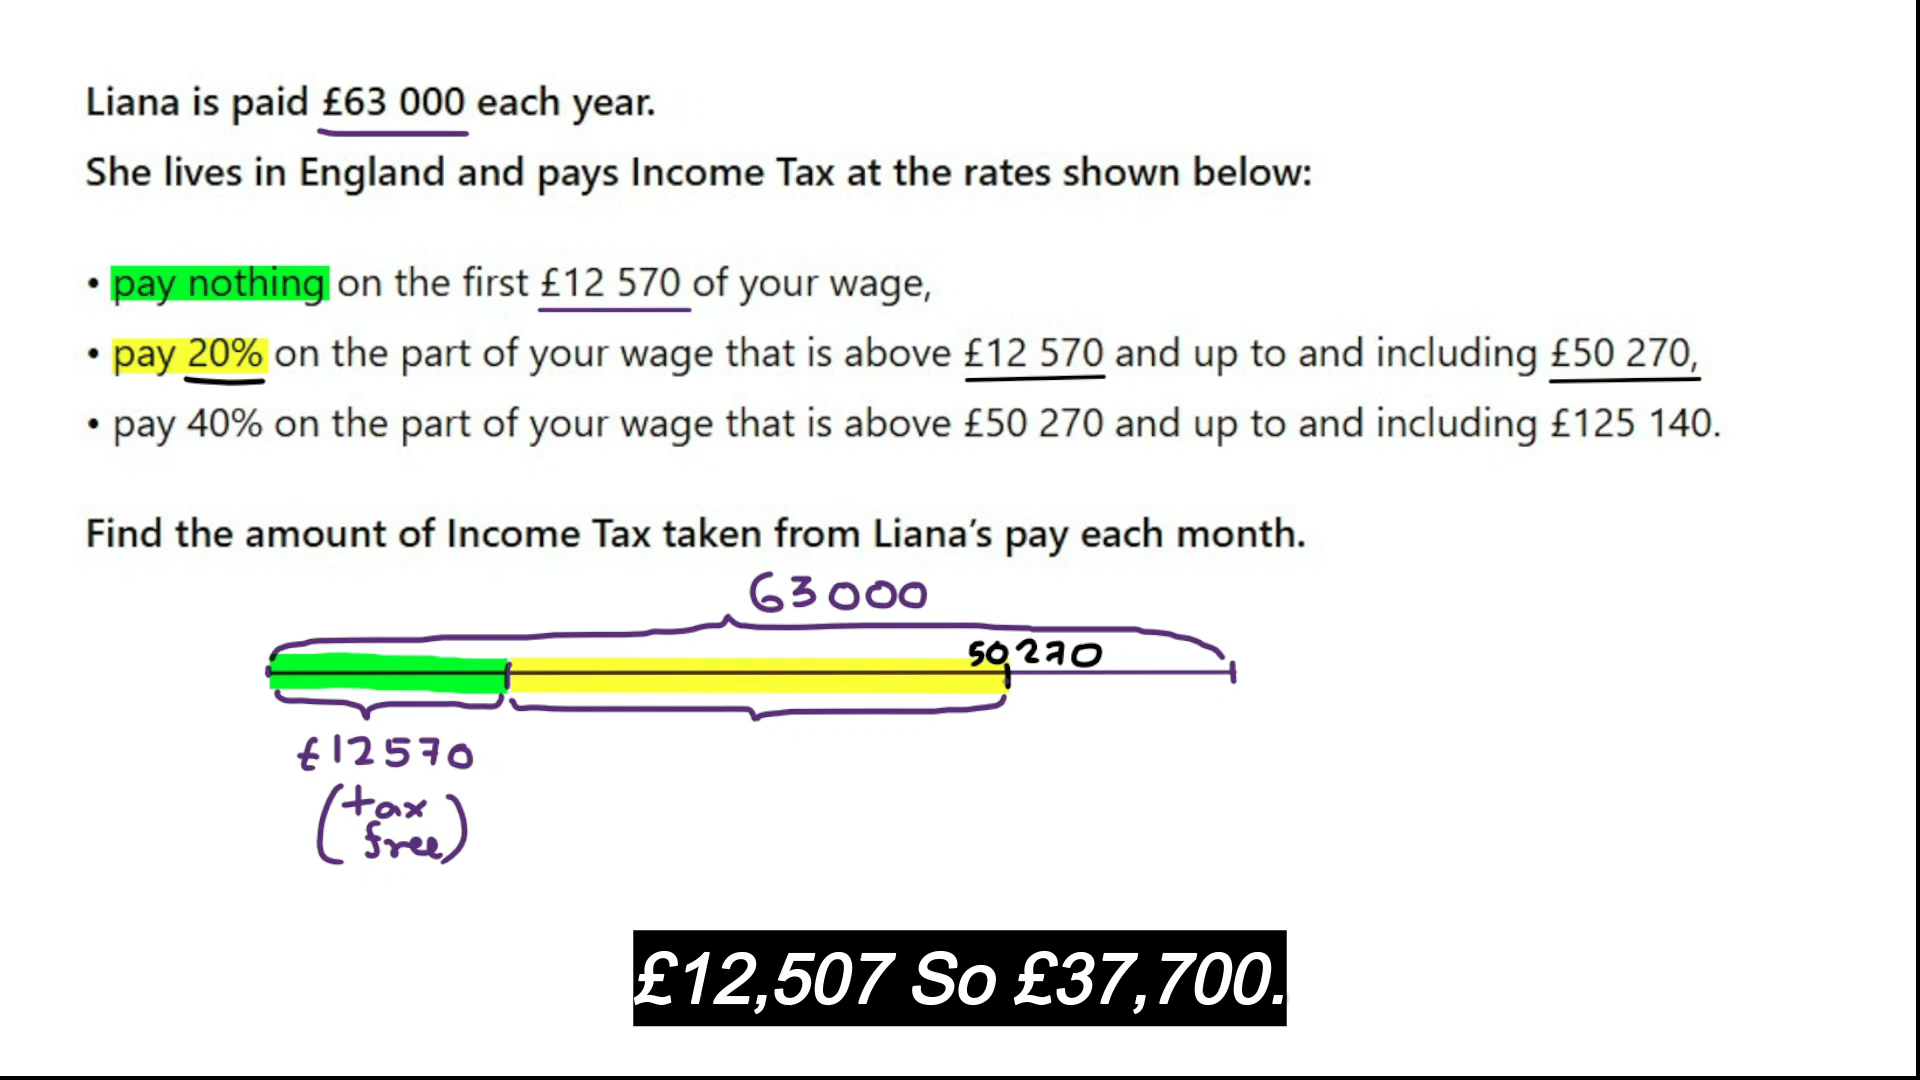 Liana is paid £63 000 each year.
She lives in England and pays Income Tax at the rates shown below:
• pay nothing on the first £12 570 of your wage,
• pay 20% on the part of your wage that is above £12 570 and up to and including £50 270,
• pay 40% on the part of your wage that is above £50 270 and up to and including £125 140.
Find the amount of Income Tax taken from Liana’s pay each month.
63000
50270
£12570
(tax
free)
£12,507 So £37,700.